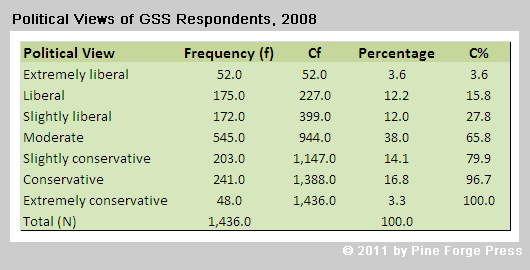 Political Views of GSS Respondents, 2008
Political View Frequency (f) Cf Percentage C%
Extremely liberal 52.0 52.0 3.6 3.6
Liberal 175.0 227.0 12.2 15.8
Slightly liberal 172.0 399.0 12.0 27.8
Moderate 545.0 944.0 38.0 65.8
Slightly conservative 203.0 1,147.0 14.1 79.9
Conservative 241.0 1,388.0 16.8 96.7
Extremely conservative 48.0 1,436.0 3.3 100.0
Total (N) 1,436.0 100.0
© 2011 by Pine Forge Press